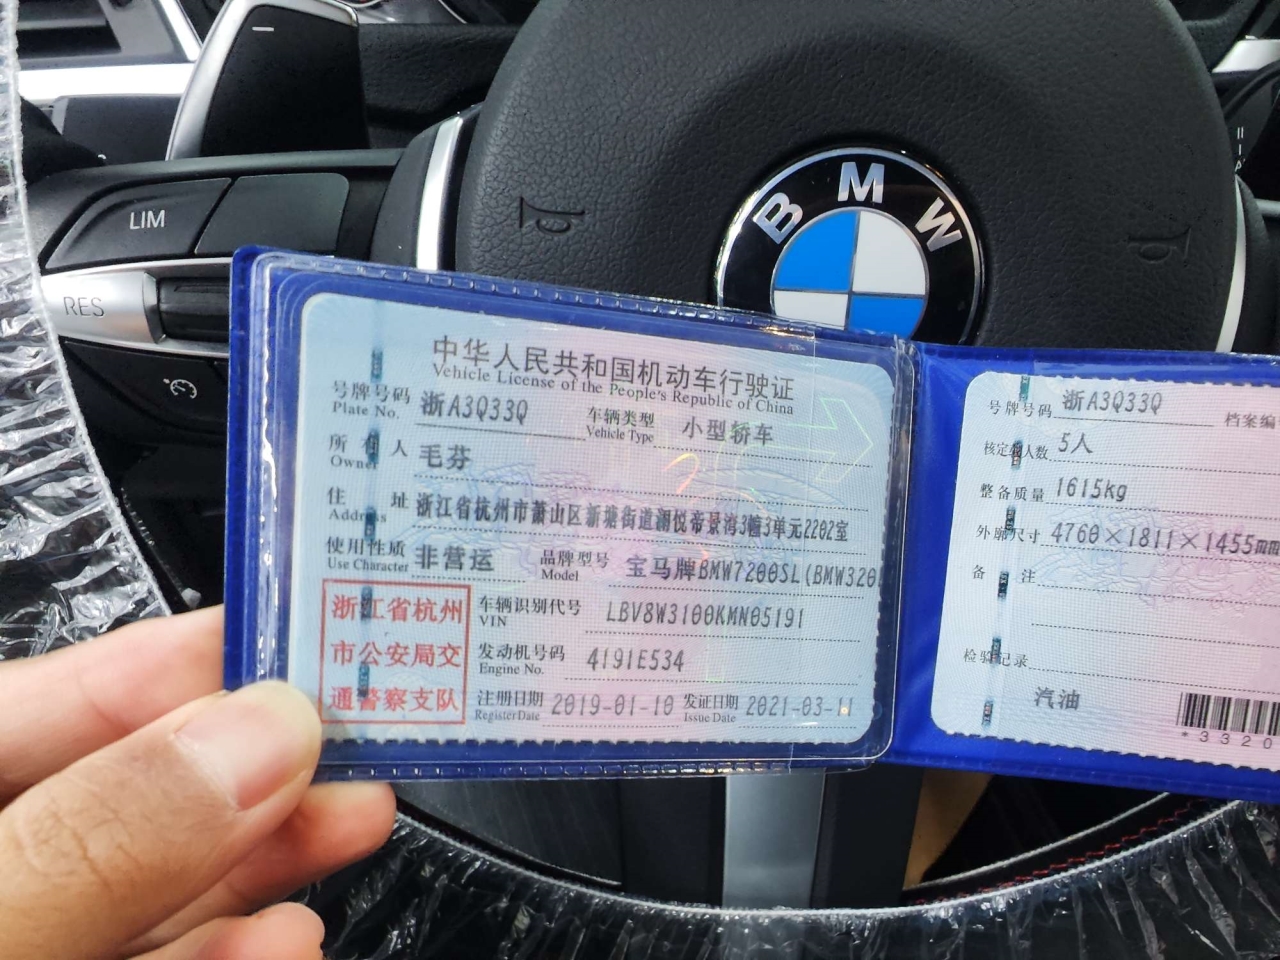 LIM
RES
BMW
中华人民共和国机动车行驶证
Vehicle License of the People's Republic of China
号牌号码 浙A3Q33Q 车辆类型 小型轿车
Plate No. Vehicle Type
所有人 毛芬
Owner
住址 浙江省杭州市萧山区新塘街道澜悦帝景湾3幢3单元2202室
Address
使用性质 非营运 品牌型号 宝马牌BMW7200SL(BMW320
Use Character Model
浙江省杭州
市公安局交
通警察支队
车辆识别代号 LBV8W3100KMN05191
VIN
发动机号码 4191E534
Engine No.
注册日期 2019-01-10 发证日期 2021-03-11
Register Date Issue Date
号牌号码 浙A3Q33Q 档案编
核定载人数 5人
整备质量 1615kg
外廓尺寸 4760×1811×1455mm
备注
检验记录
汽油
*3320